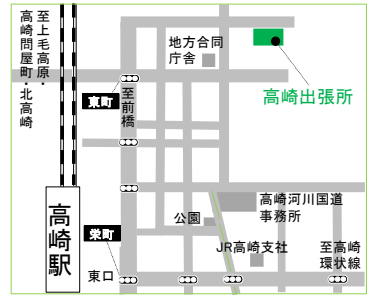 至上毛高原・
高崎問屋町・北高崎
地方合同
庁舎
高崎出張所
東町
至前橋
高崎河川国道
事務所
公園
栄町
高崎駅
JR高崎支社
至高崎
環状線
東口